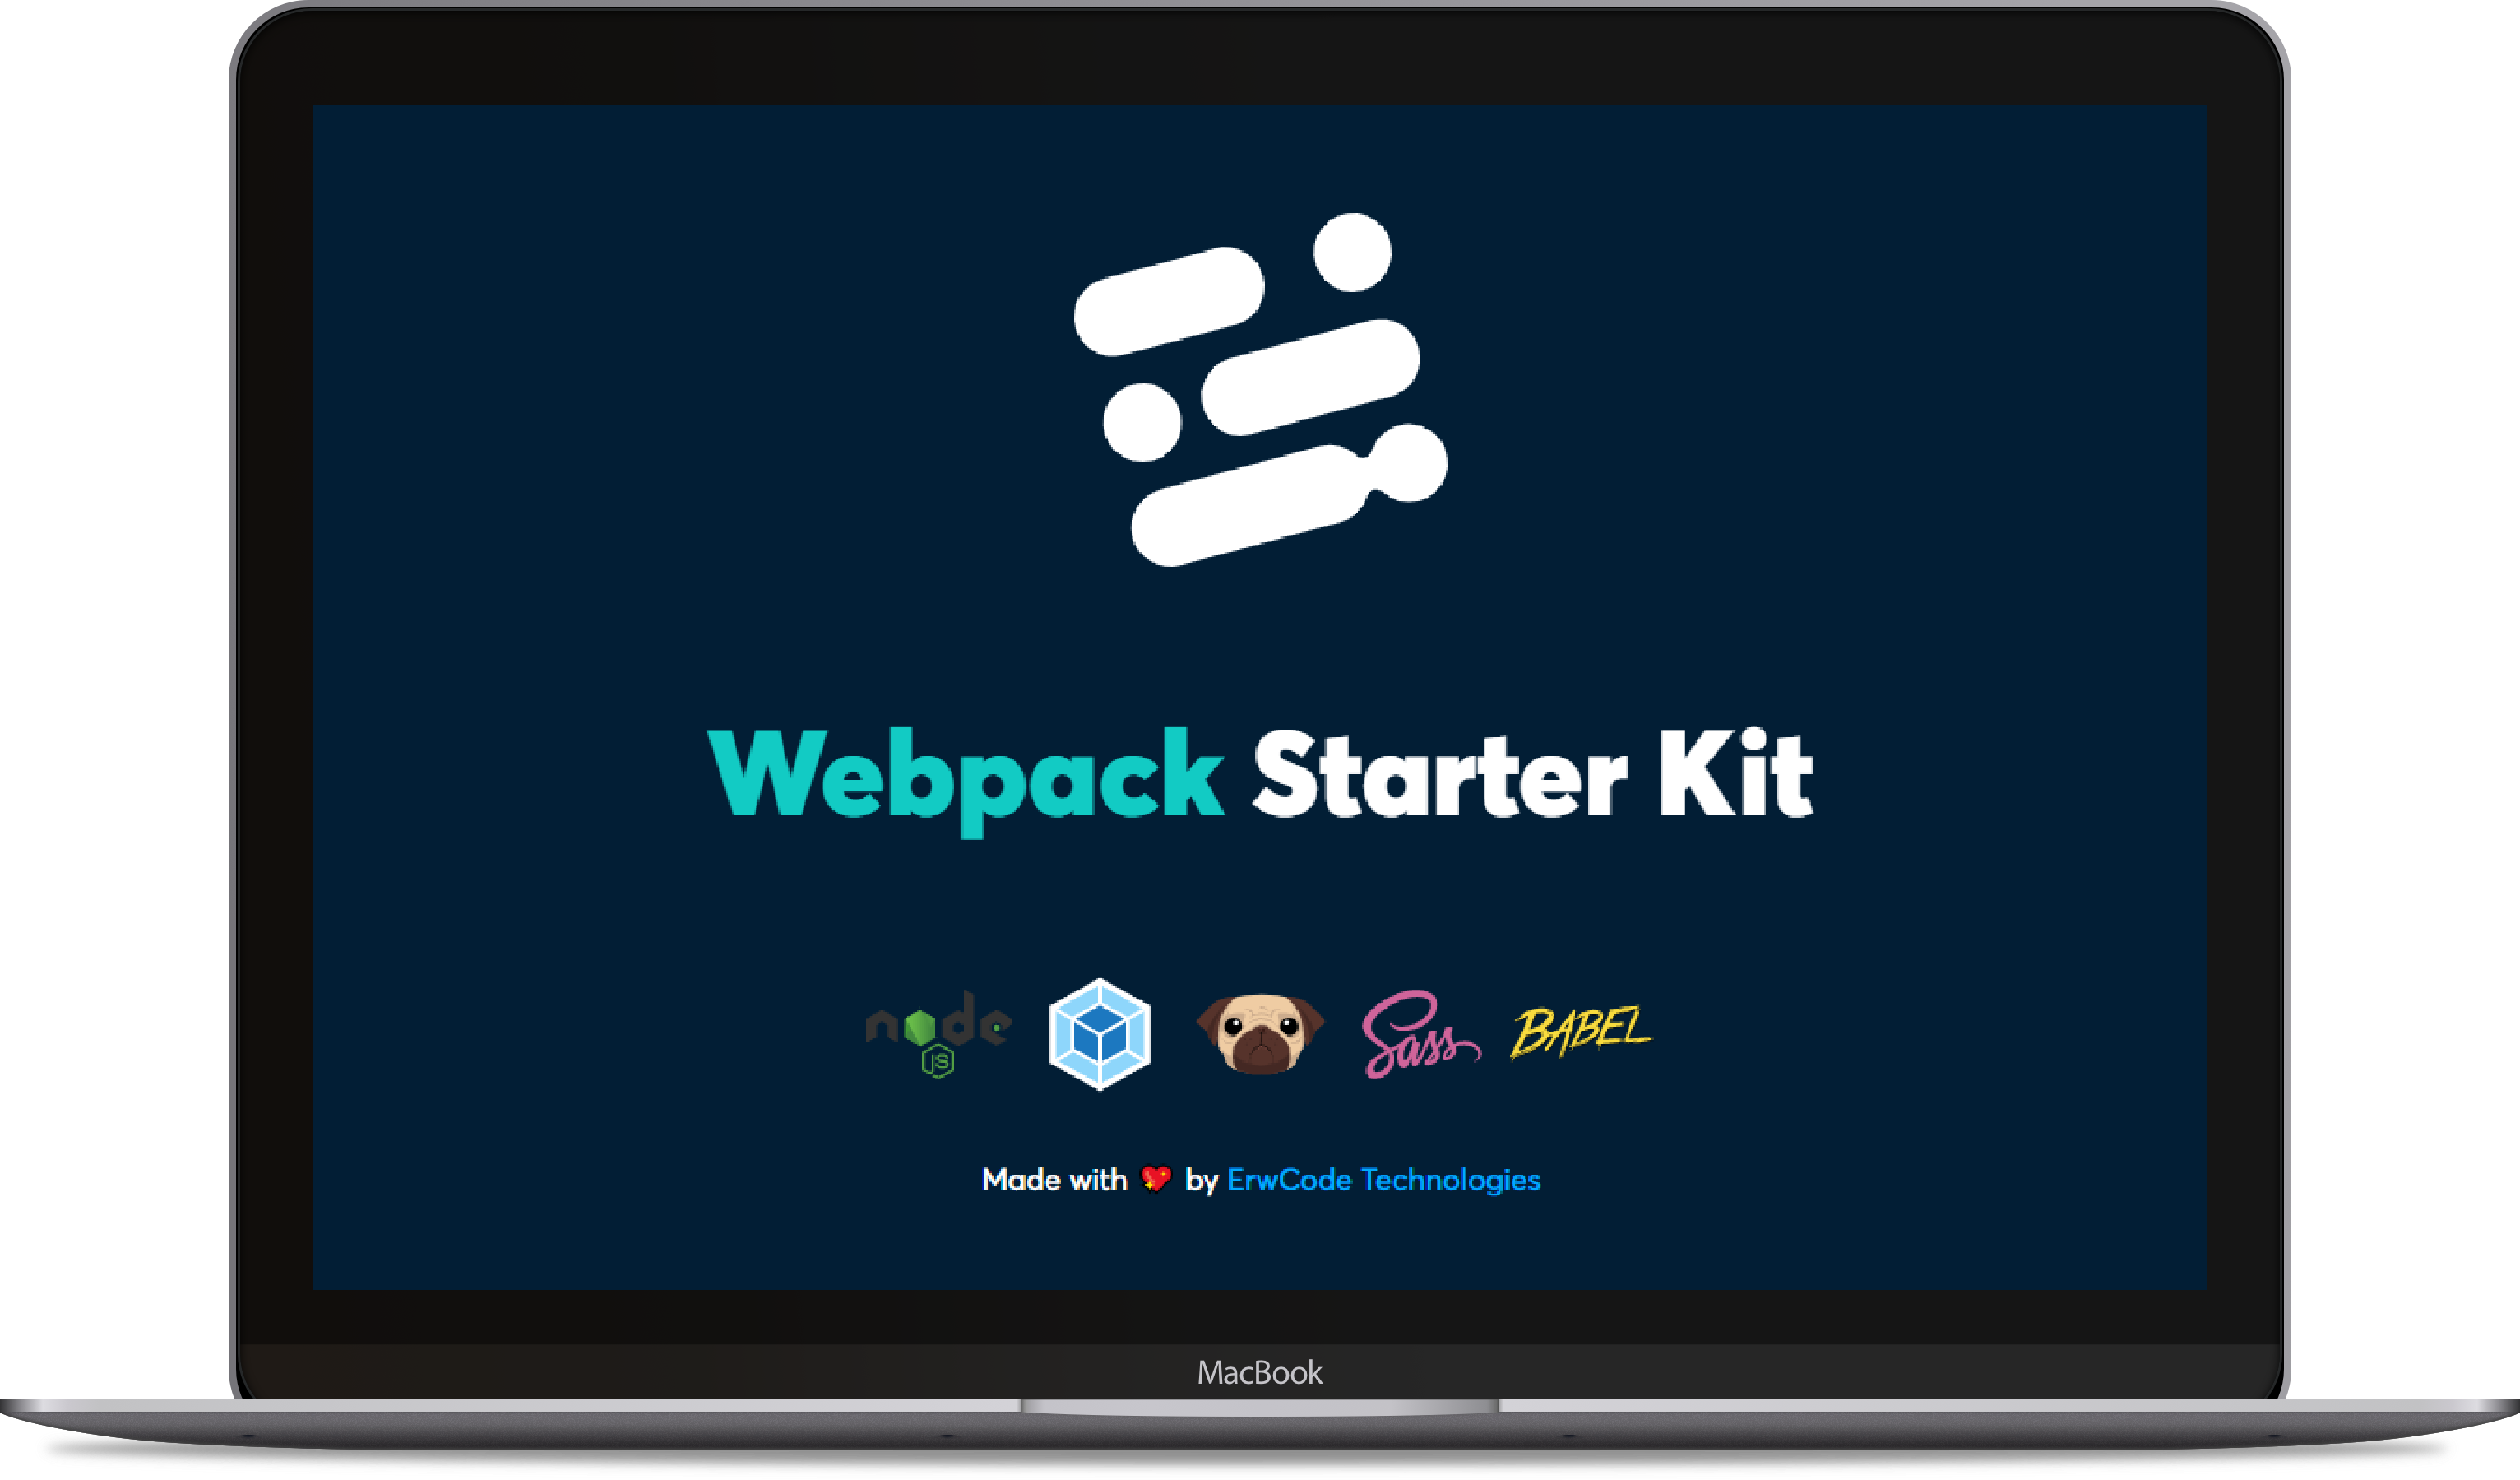 Webpack Starter Kit
node
JS
Sass
BABEL
Made with 💖 by ErwCode Technologies
MacBook